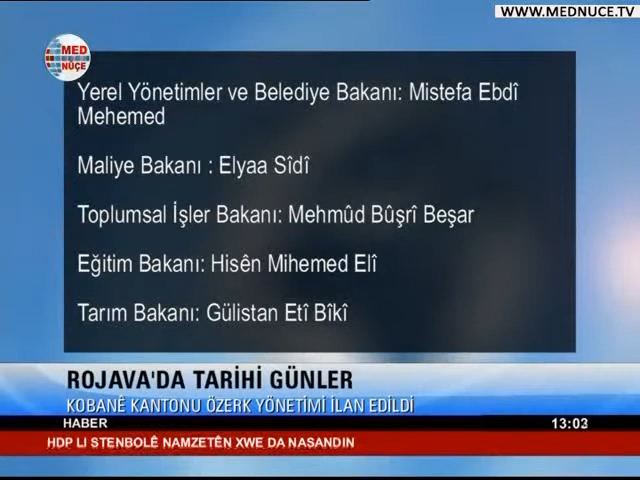 WWW.MEDNUCE.TV
MED
NÛÇE
Yerel Yönetimler ve Belediye Bakanı: Mistefa Ebdî
Mehemed
Maliye Bakanı : Elyaa Sîdî
Toplumsal İşler Bakanı: Mehmûd Bûşrî Beşar
Eğitim Bakanı: Hisên Mihemed Elî
Tarım Bakanı: Gülistan Etî Bîkî
ROJAVA'DA TARİHİ GÜNLER
KOBANÊ KANTONU ÖZERK YÖNETİMİ İLAN EDİLDİ
HABER 13:03
HDP LI STENBOLÊ NAMZETÊN XWE DA NASANDIN